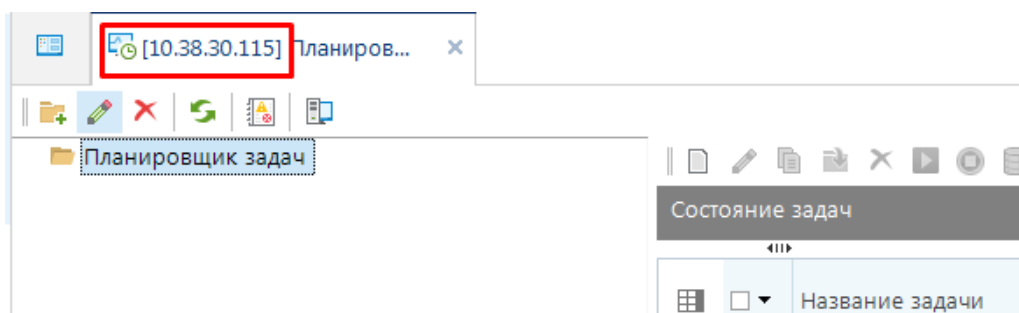 [10.38.30.115] Планиров...
Планировщик задач
Состояние задач
Название задачи